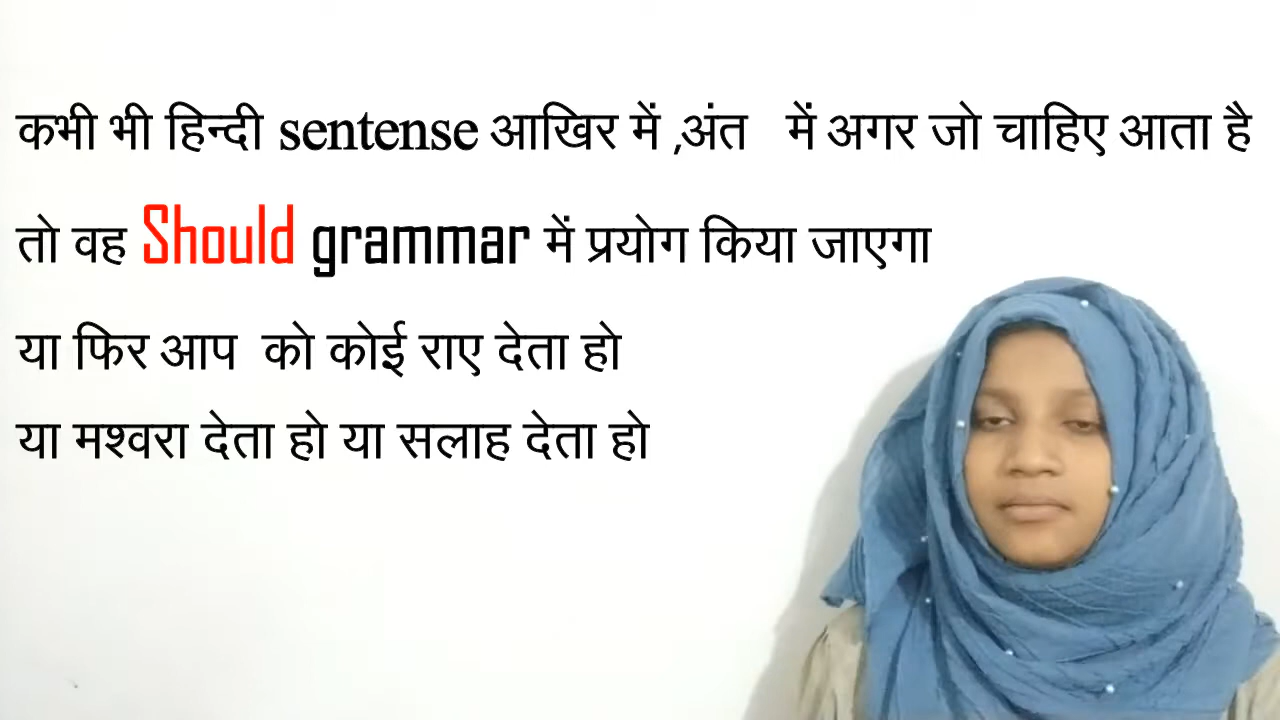 कभी भी हिन्दी sentense आखिर में ,अंत में अगर जो चाहिए आता है
तो वह Should grammar में प्रयोग किया जाएगा
या फिर आप को कोई राए देता हो
या मश्वरा देता हो या सलाह देता हो